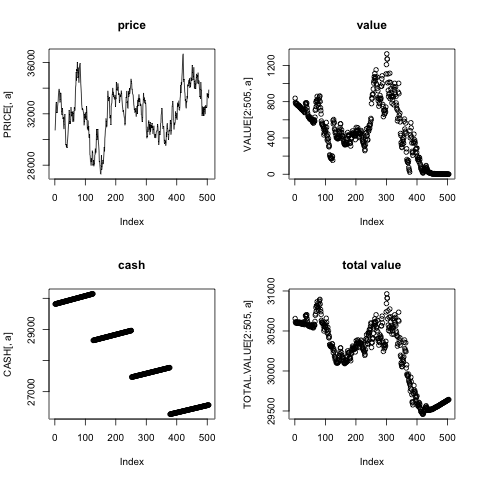 price
PRICE[, a]
28000 32000 36000
0 100 200 300 400 500
Index
value
VALUE[2:505, a]
0 400 800 1200
0 100 200 300 400 500
Index
cash
CASH[, a]
27000 29000
0 100 200 300 400 500
Index
total value
TOTAL.VALUE[2:505, a]
29500 30000 30500 31000
0 100 200 300 400 500
Index